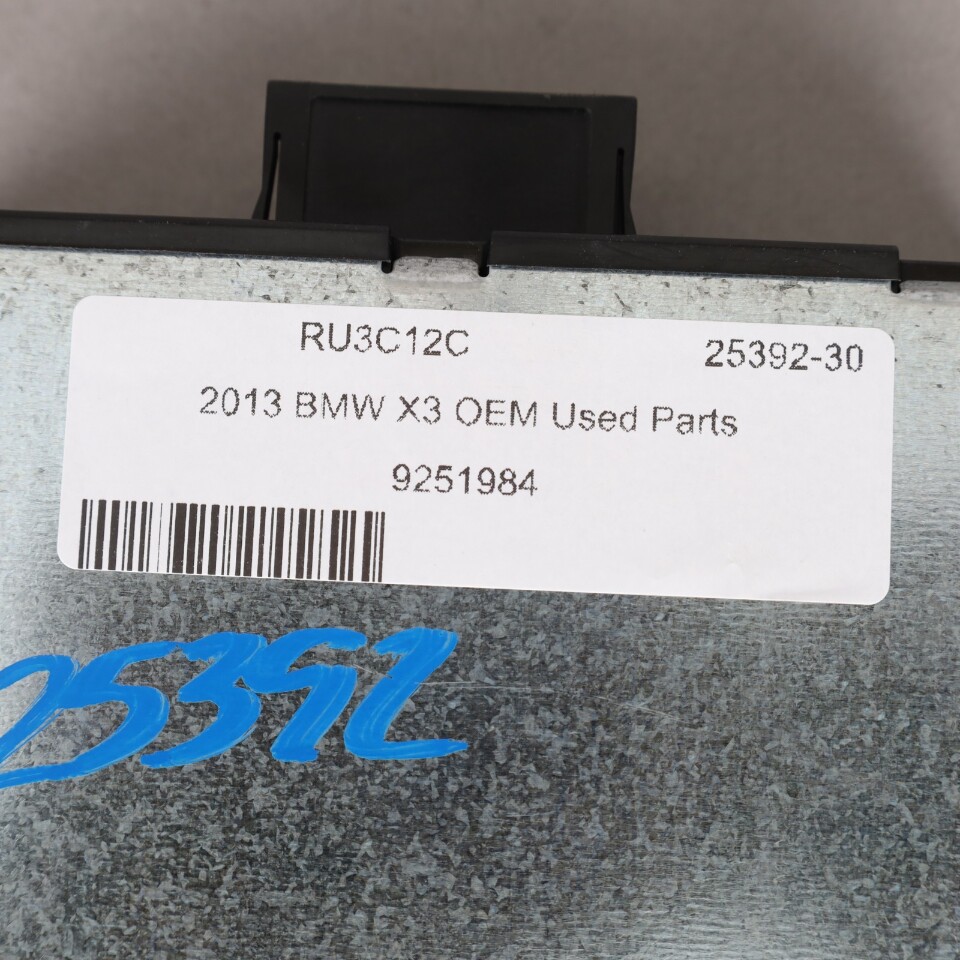 RU3C12C 25392-30
2013 BMW X3 OEM Used Parts
9251984
25392